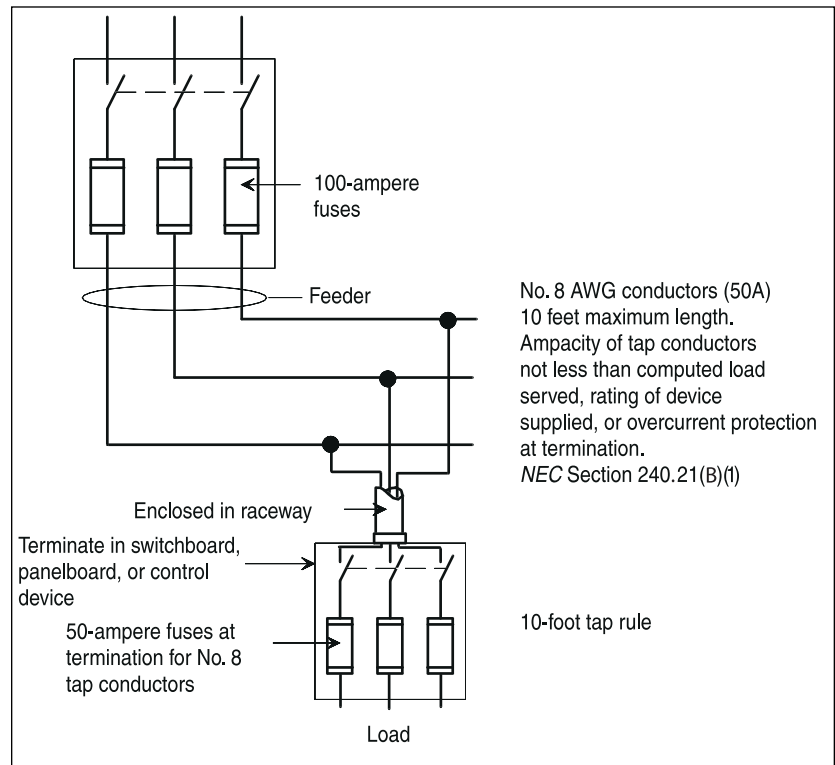 100-ampere
fuses
Feeder
No. 8 AWG conductors (50A)
10 feet maximum length.
Ampacity of tap conductors
not less than computed load
served, rating of device
supplied, or overcurrent protection
at termination.
NEC Section 240.21(B)(1)
Enclosed in raceway
Terminate in switchboard,
panelboard, or control
device
50-ampere fuses at
termination for No. 8
tap conductors
10-foot tap rule
Load